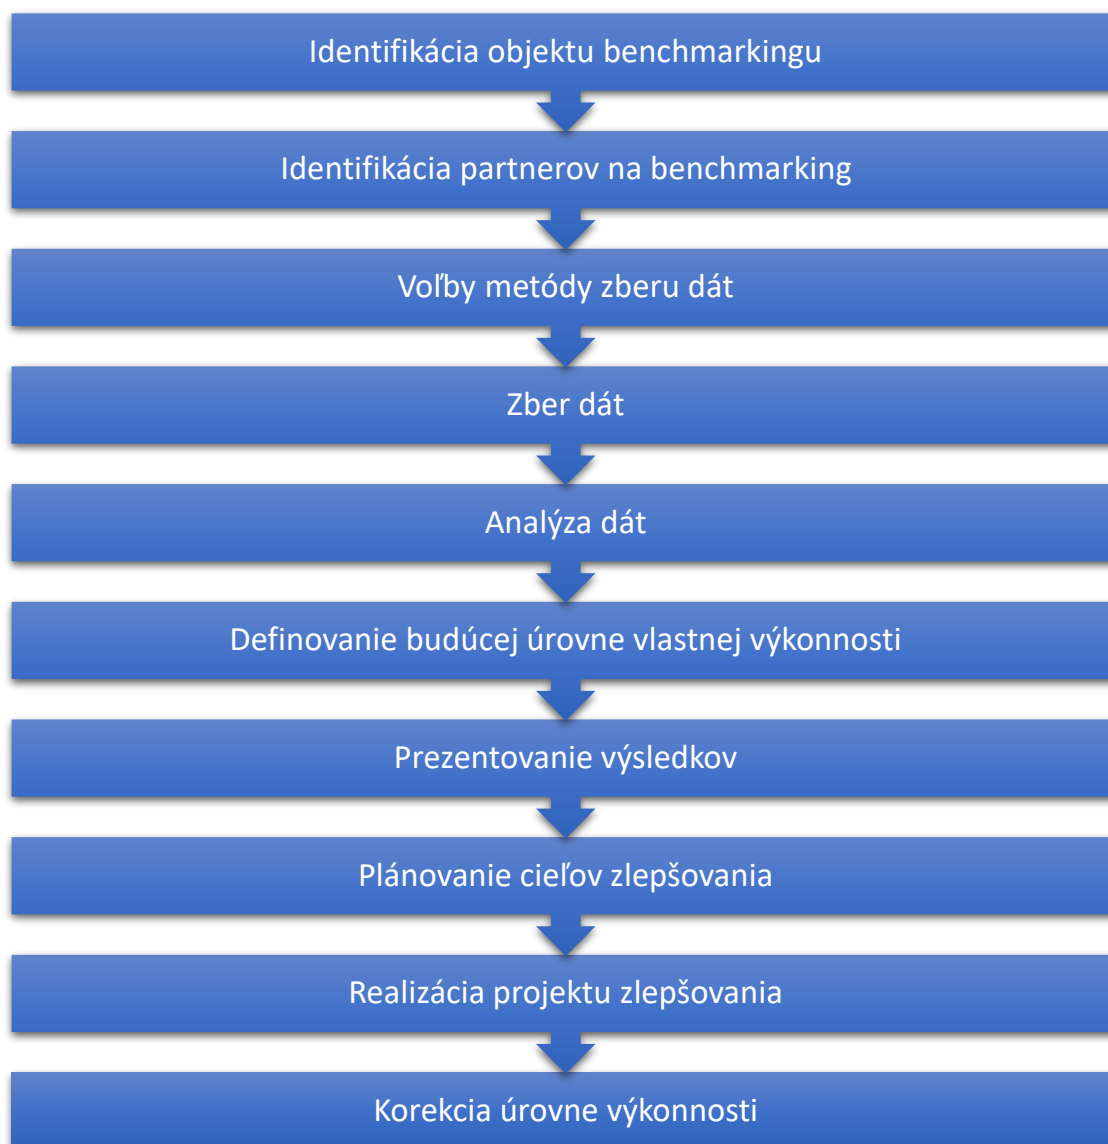 Identifikácia objektu benchmarkingu
Identifikácia partnerov na benchmarking
Voľby metódy zberu dát
Zber dát
Analýza dát
Definovanie budúcej úrovne vlastnej výkonnosti
Prezentovanie výsledkov
Plánovanie cieľov zlepšovania
Realizácia projektu zlepšovania
Korekcia úrovne výkonnosti